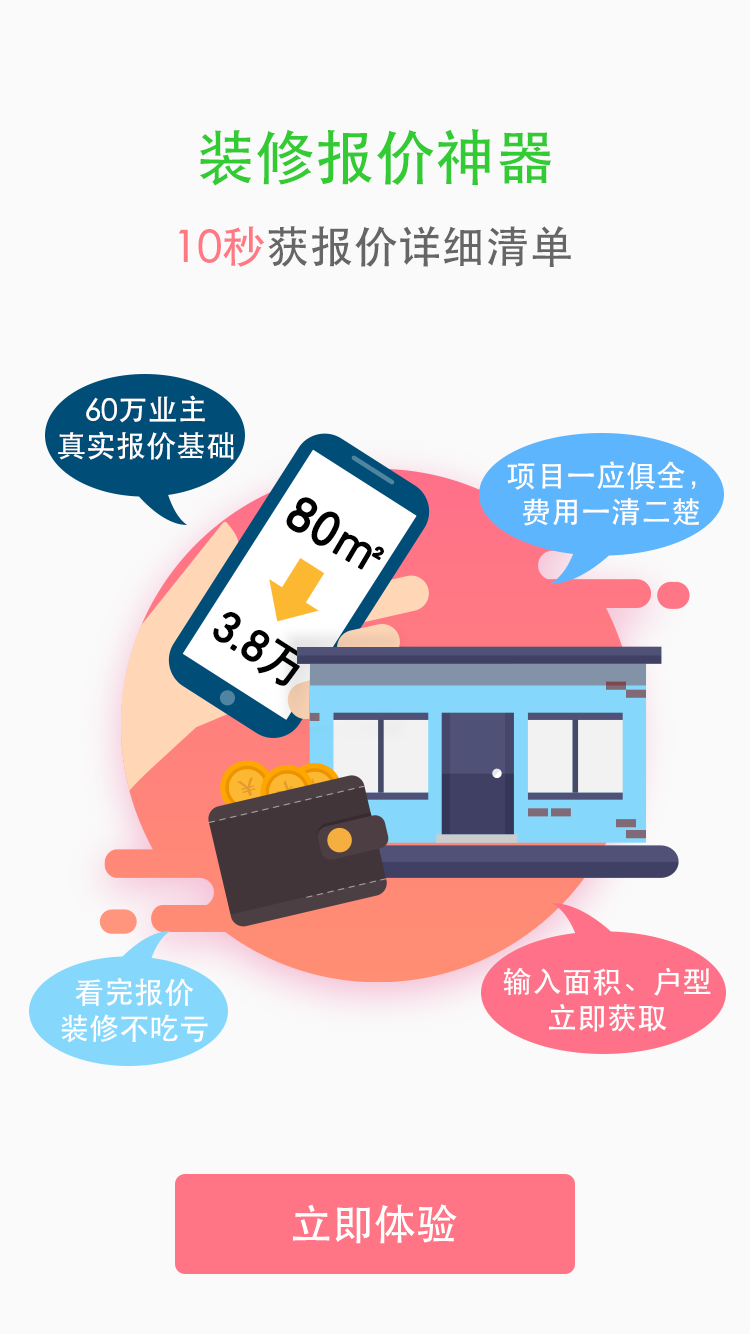 装修报价神器
10秒获报价详细清单
60万业主
真实报价基础
项目一应俱全，
费用一清二楚
80m²
3.8万
看完报价
装修不吃亏
输入面积、户型
立即获取
立即体验